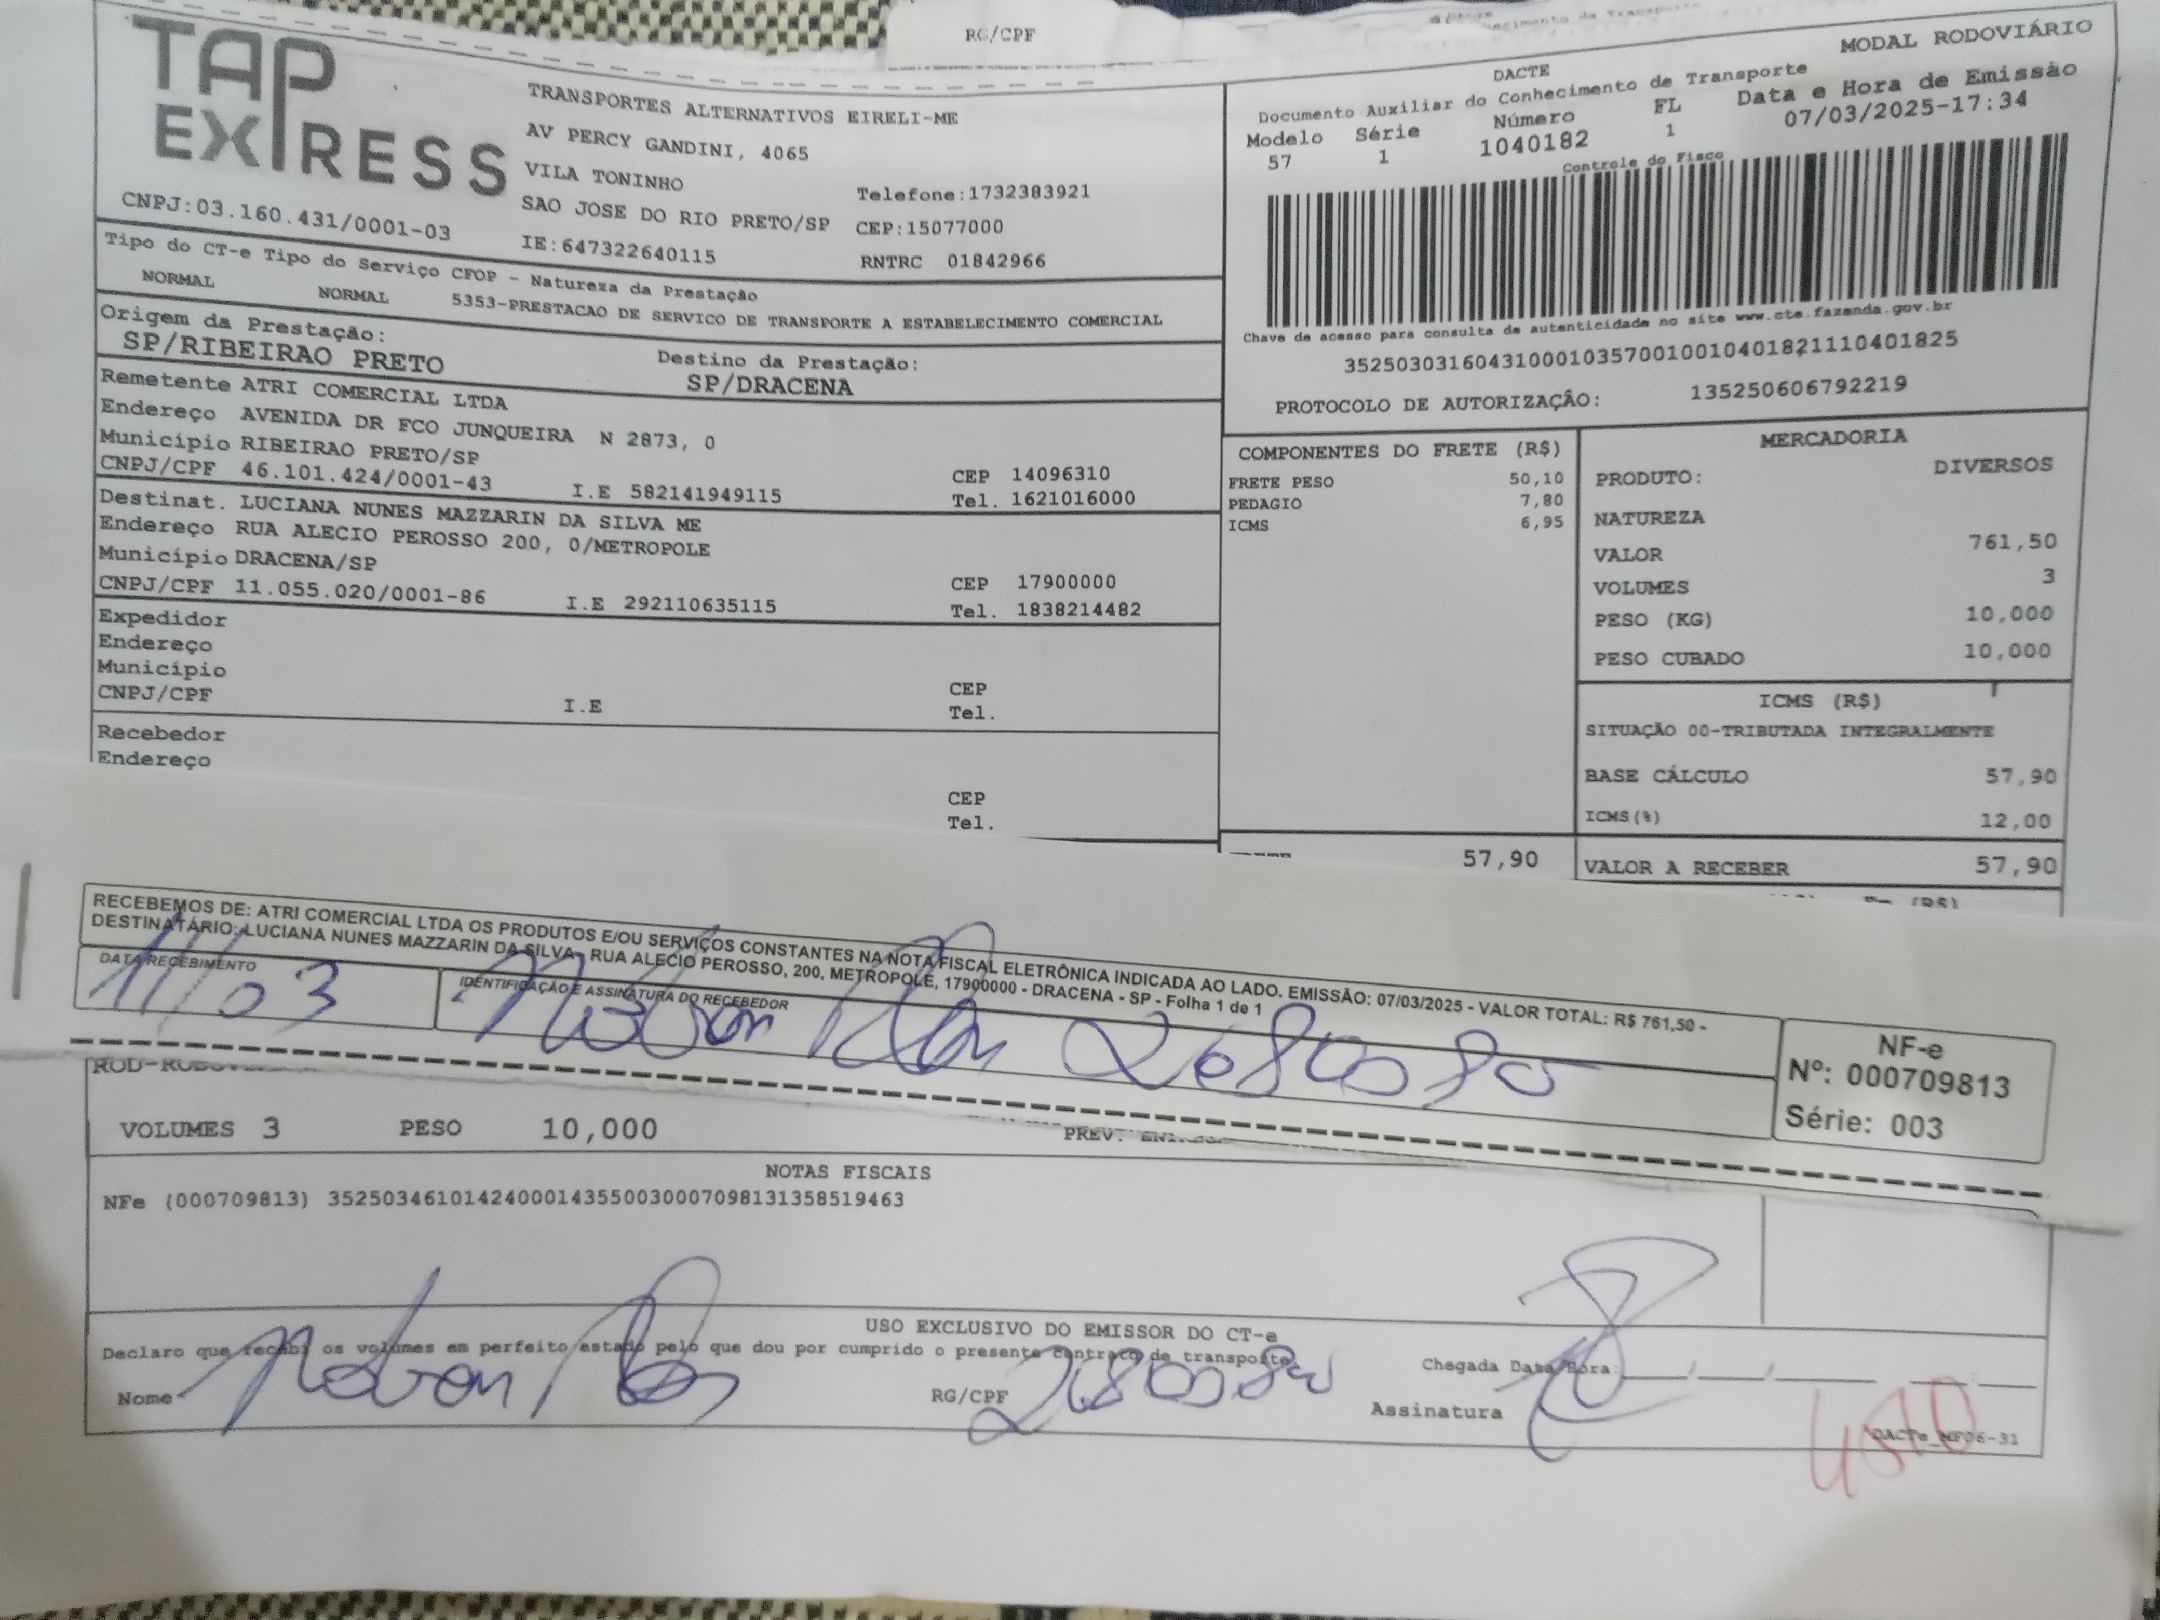 RG/CPF
TAP EXPRESS
TRANSPORTES ALTERNATIVOS EIRELI-ME
AV PERCY GANDINI, 4065
VILA TONINHO
Telefone:1732383921
SAO JOSE DO RIO PRETO/SP CEP:15077000
CNPJ:03.160.431/0001-03
IE:647322640115
RNTRC 01842966
MODAL RODOVIÁRIO
DACTE
Documento Auxiliar do Conhecimento de Transporte
Data e Hora de Emissão
Modelo Série Número FL
57 1 1040182 1 07/03/2025-17:34
Controle do Fisco
Chave de acesso para consulta de autenticidade no site www.cte.fazenda.gov.br
35250303160431000103570010010401821110401825
PROTOCOLO DE AUTORIZAÇÃO: 135250606792219
Tipo do CT-e Tipo do Serviço CFOP - Natureza da Prestação
NORMAL NORMAL 5353-PRESTACAO DE SERVICO DE TRANSPORTE A ESTABELECIMENTO COMERCIAL
Origem da Prestação: Destino da Prestação:
SP/RIBEIRAO PRETO SP/DRACENA
Remetente ATRI COMERCIAL LTDA
Endereço AVENIDA DR FCO JUNQUEIRA N 2873, 0
Município RIBEIRAO PRETO/SP CEP 14096310
CNPJ/CPF 46.101.424/0001-43 I.E 582141949115 Tel. 1621016000
Destinat. LUCIANA NUNES MAZZARIN DA SILVA ME
Endereço RUA ALECIO PEROSSO 200, 0/METROPOLE
Município DRACENA/SP CEP 17900000
CNPJ/CPF 11.055.020/0001-86 I.E 292110635115 Tel. 1838214482
Expedidor
Endereço
Município CEP
CNPJ/CPF I.E Tel.
Recebedor
Endereço
CEP
Tel.
COMPONENTES DO FRETE (R$)
FRETE PESO 50,10
PEDAGIO 7,80
ICMS 6,95
57,90
MERCADORIA
PRODUTO: DIVERSOS
NATUREZA
VALOR 761,50
VOLUMES 3
PESO (KG) 10,000
PESO CUBADO 10,000
ICMS (R$)
SITUAÇÃO 00-TRIBUTADA INTEGRALMENTE
BASE CÁLCULO 57,90
ICMS(%) 12,00
VALOR A RECEBER 57,90
RECEBEMOS DE: ATRI COMERCIAL LTDA OS PRODUTOS E/OU SERVIÇOS CONSTANTES NA NOTA FISCAL ELETRÔNICA INDICADA AO LADO. EMISSÃO: 07/03/2025 - VALOR TOTAL: R$ 761,50 -
DESTINATÁRIO: LUCIANA NUNES MAZZARIN DA SILVA - RUA ALECIO PEROSSO, 200, METROPOLE, 17900000 - DRACENA - SP - Folha 1 de 1
DATA RECEBIMENTO
11/03
IDENTIFICAÇÃO E ASSINATURA DO RECEBEDOR
NF-e
Nº: 000709813
Série: 003
VOLUMES 3 PESO 10,000
NOTAS FISCAIS
NFe (000709813) 35250346101424000143550030007098131358519463
USO EXCLUSIVO DO EMISSOR DO CT-e
Declaro que recebi os volumes em perfeito estado pelo que dou por cumprido o presente contrato de transporte
Chegada Data/Hora: / / :
Nome
RG/CPF
Assinatura